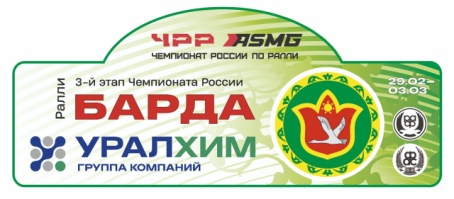 ЧРР ASMG
ЧЕМПИОНАТ РОССИИ ПО РАЛЛИ
3-й этап Чемпионата России
Ралли
БАРДА
29.02-
03.03
УРАЛХИМ
ГРУППА КОМПАНИЙ